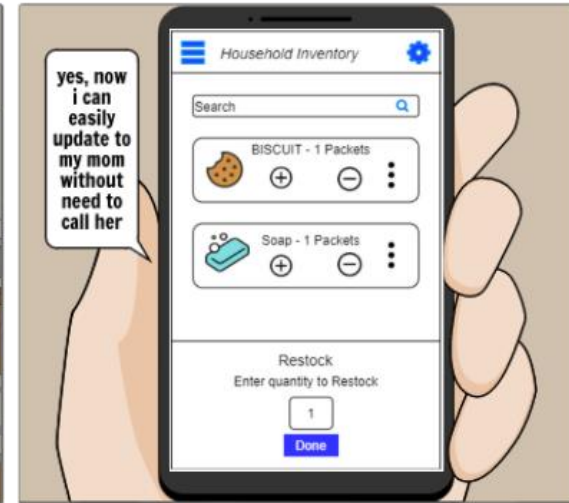 yes, now
i can
easily
update to
my mom
without
need to
call her
Household Inventory
Search
BISCUIT - 1 Packets
Soap - 1 Packets
Restock
Enter quantity to Restock
1
Done